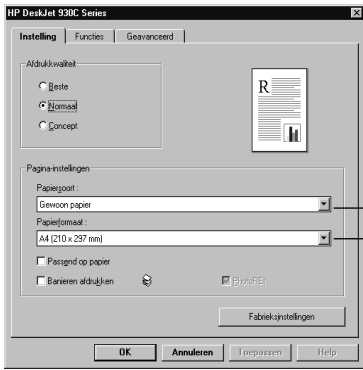 HP DeskJet 930C Series
Instelling Functies Geavanceerd
Afdrukkwaliteit
Beste
Normaal
Concept
R
Pagina-instellingen
Papiersoort :
Gewoon papier
Papierformaat :
A4 (210 x 297 mm)
Passend op papier
Banieren afdrukken PhotoREt
Fabrieksinstellingen
OK Annuleren Toepassen Help